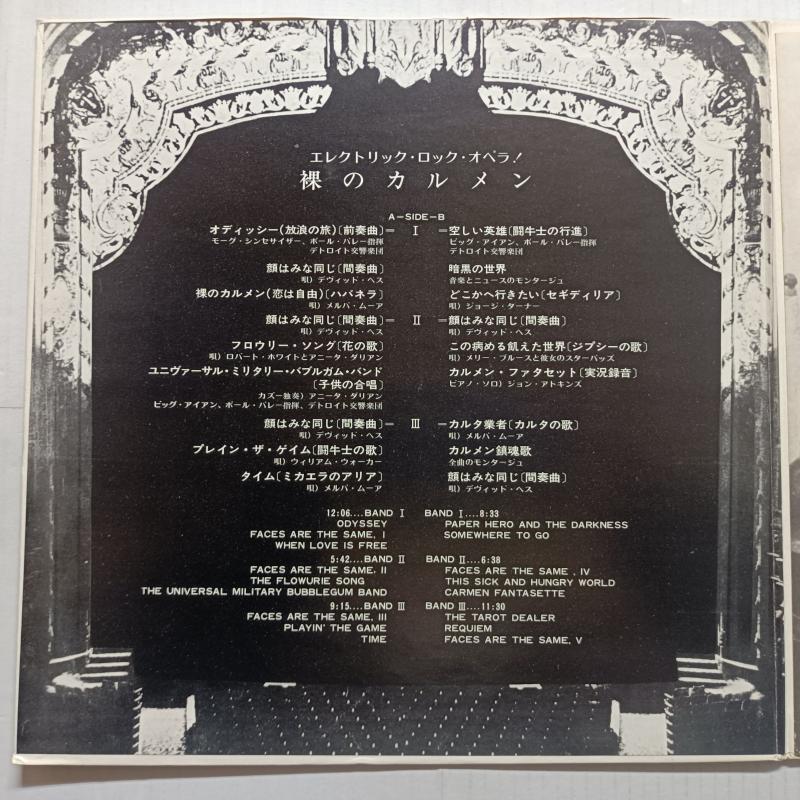 エレクトリック・ロック・オペラ!
裸のカルメン
A—SIDE—B
オディッシー(放浪の旅)〔前奏曲〕— I —空しい英雄〔闘牛士の行進〕
モーグ・シンセサイザー、ポール・パレー指揮 ビッグ・アイアン、ポール・パレー指揮
デトロイト交響楽団 デトロイト交響楽団
顔はみな同じ〔間奏曲〕 暗黒の世界
唄) デヴィッド・ヘス 音楽とニュースのモンタージュ
裸のカルメン(恋は自由)〔ハバネラ〕 どこかへ行きたい〔セギディリア〕
唄) メルバ・ムーア 唄) ジョージ・ターナー
顔はみな同じ〔間奏曲〕— II —顔はみな同じ〔間奏曲〕
唄) デヴィッド・ヘス 唄) デヴィッド・ヘス
フロウリー・ソング〔花の歌〕 この病める飢えた世界〔ジプシーの歌〕
唄) ロバート・ホワイトとアニータ・ダリアン 唄) メリー・ブルースと彼女のスターバッズ
ユニヴァーサル・ミリタリー・バブルガム・バンド カルメン・ファタセット〔実況録音〕
〔子供の合唱〕 ピアノ・ソロ) ジョン・アトキンズ
カズー独奏) アニータ・ダリアン
ビッグ・アイアン、ポール・パレー指揮、デトロイト交響楽団
顔はみな同じ〔間奏曲〕— III —カルタ業者〔カルタの歌〕
唄) デヴィッド・ヘス 唄) メルバ・ムーア
プレイン・ザ・ゲイム〔闘牛士の歌〕 カルメン鎮魂歌
唄) ウィリアム・ウォーカー 全曲のモンタージュ
タイム〔ミカエラのアリア〕 顔はみな同じ〔間奏曲〕
唄) メルバ・ムーア 唄) デヴィッド・ヘス
12:06....BAND I BAND I....8:33
ODYSSEY PAPER HERO AND THE DARKNESS
FACES ARE THE SAME, I SOMEWHERE TO GO
WHEN LOVE IS FREE
5:42....BAND II BAND II....6:38
FACES ARE THE SAME, II FACES ARE THE SAME , IV
THE FLOWURIE SONG THIS SICK AND HUNGRY WORLD
THE UNIVERSAL MILITARY BUBBLEGUM BAND CARMEN FANTASETTE
9:15....BAND III BAND III....11:30
FACES ARE THE SAME, III THE TAROT DEALER
PLAYIN' THE GAME REQUIEM
TIME FACES ARE THE SAME, V